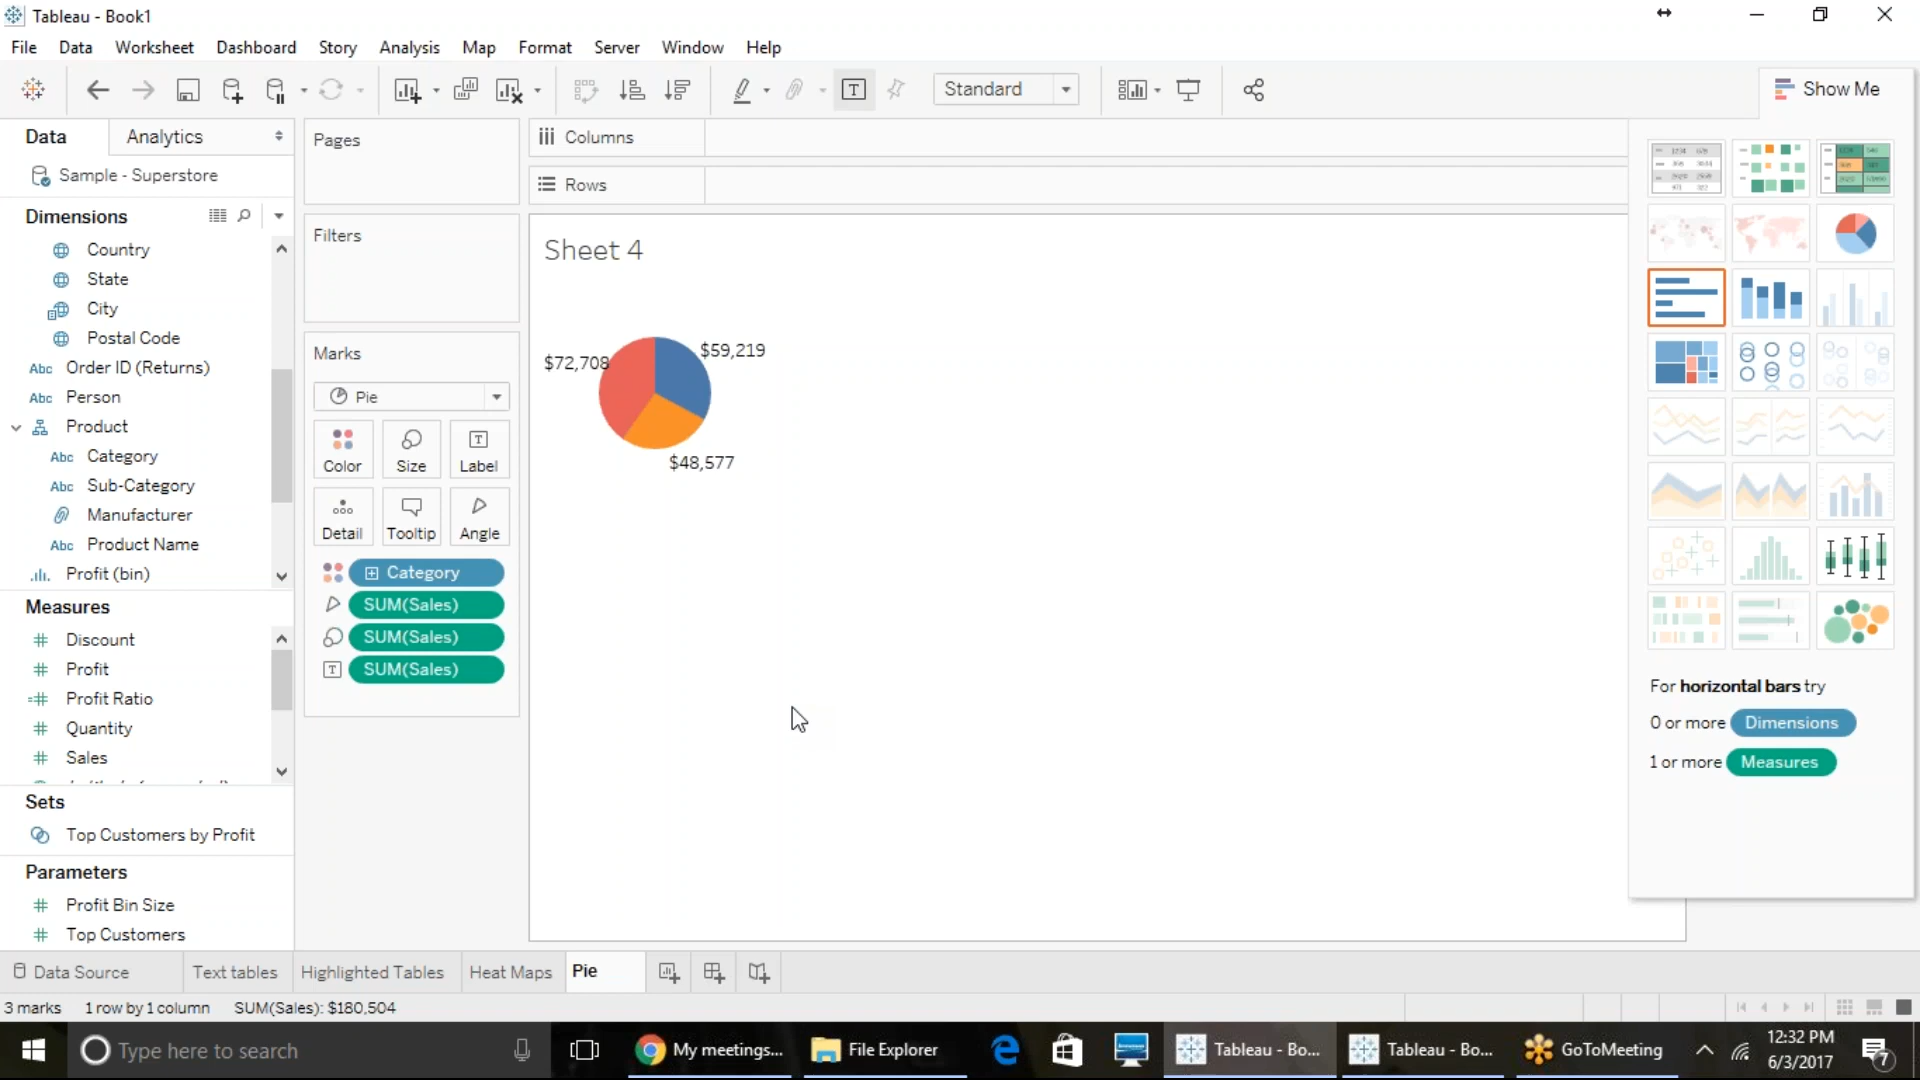 Tableau - Book1
File Data Worksheet Dashboard Story Analysis Map Format Server Window Help
Standard
Show Me
Data Analytics
Sample - Superstore
Dimensions
Country
State
City
Postal Code
Abc Order ID (Returns)
Abc Person
Product
Abc Category
Abc Sub-Category
Manufacturer
Abc Product Name
Profit (bin)
Measures
Discount
Profit
Profit Ratio
Quantity
Sales
Sets
Top Customers by Profit
Parameters
Profit Bin Size
Top Customers
Pages
Filters
Marks
Pie
Color Size Label
Detail Tooltip Angle
Category
SUM(Sales)
SUM(Sales)
SUM(Sales)
Columns
Rows
Sheet 4
$59,219
$72,708
$48,577
For horizontal bars try
0 or more Dimensions
1 or more Measures
Data Source Text tables Highlighted Tables Heat Maps Pie
3 marks 1 row by 1 column SUM(Sales): $180,504
Type here to search
My meetings...
File Explorer
Tableau - Bo...
Tableau - Bo...
GoToMeeting
12:32 PM
6/3/2017
7